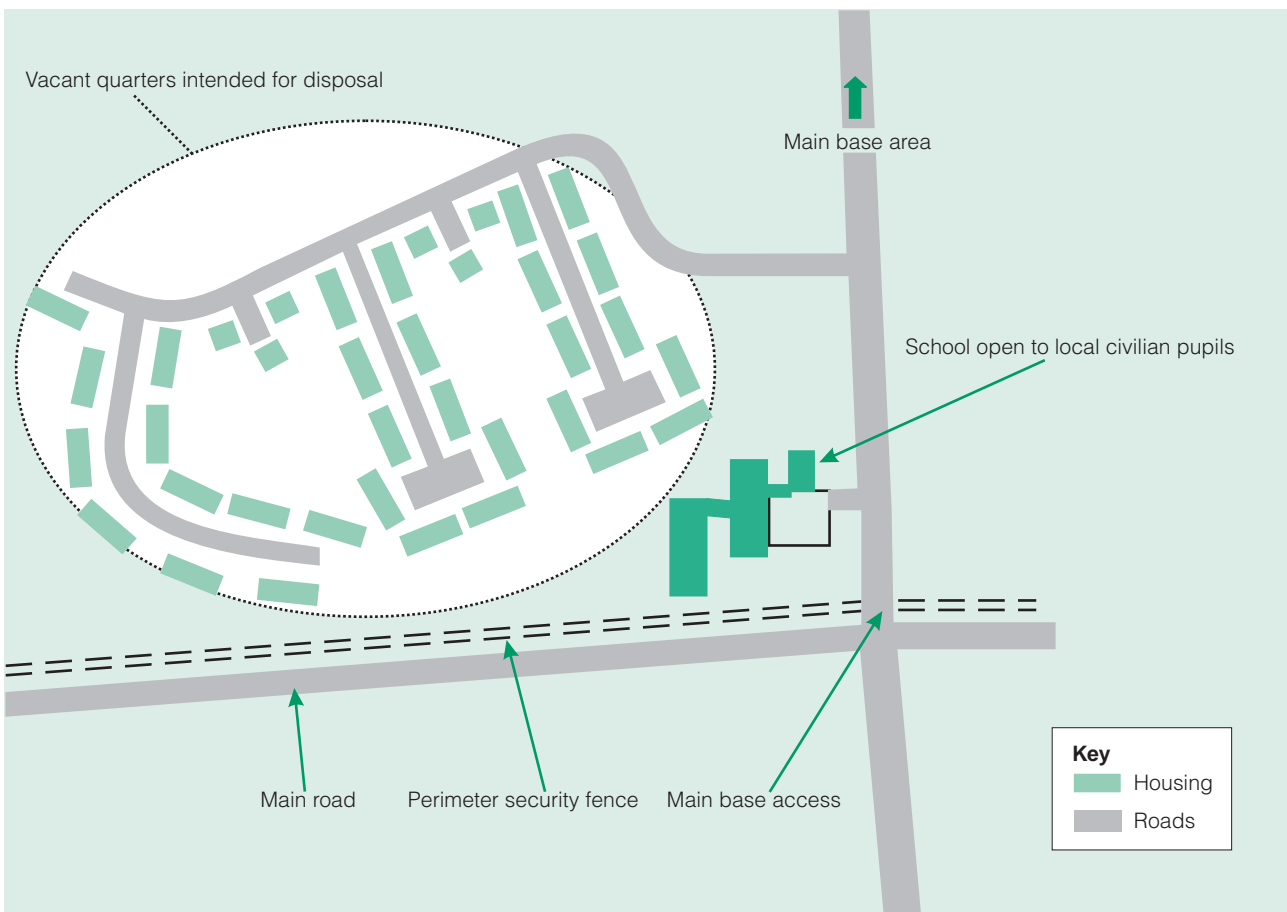 Vacant quarters intended for disposal
Main base area
School open to local civilian pupils
Main road
Perimeter security fence
Main base access
Key
Housing
Roads